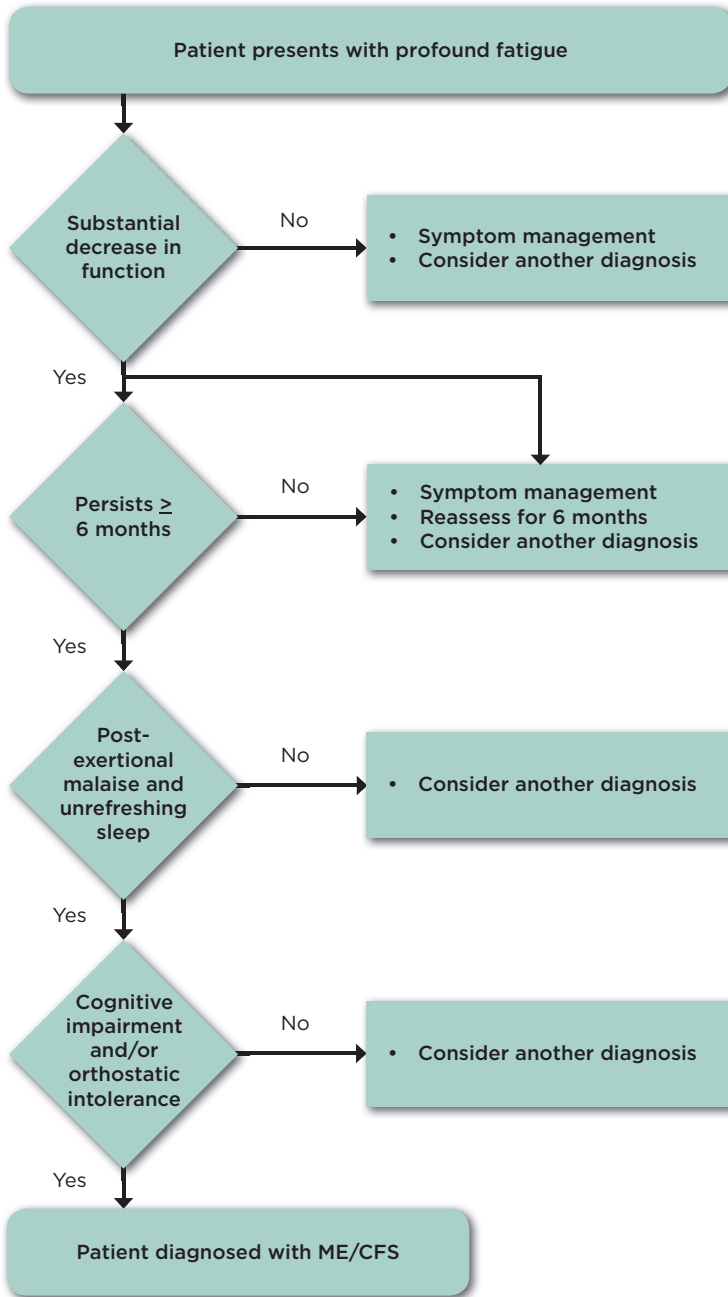 Patient presents with profound fatigue
Substantial
decrease in
function
No
• Symptom management
• Consider another diagnosis
Yes
Persists ≥
6 months
No
• Symptom management
• Reassess for 6 months
• Consider another diagnosis
Yes
Post-
exertional
malaise and
unrefreshing
sleep
No
• Consider another diagnosis
Yes
Cognitive
impairment
and/or
orthostatic
intolerance
No
• Consider another diagnosis
Yes
Patient diagnosed with ME/CFS